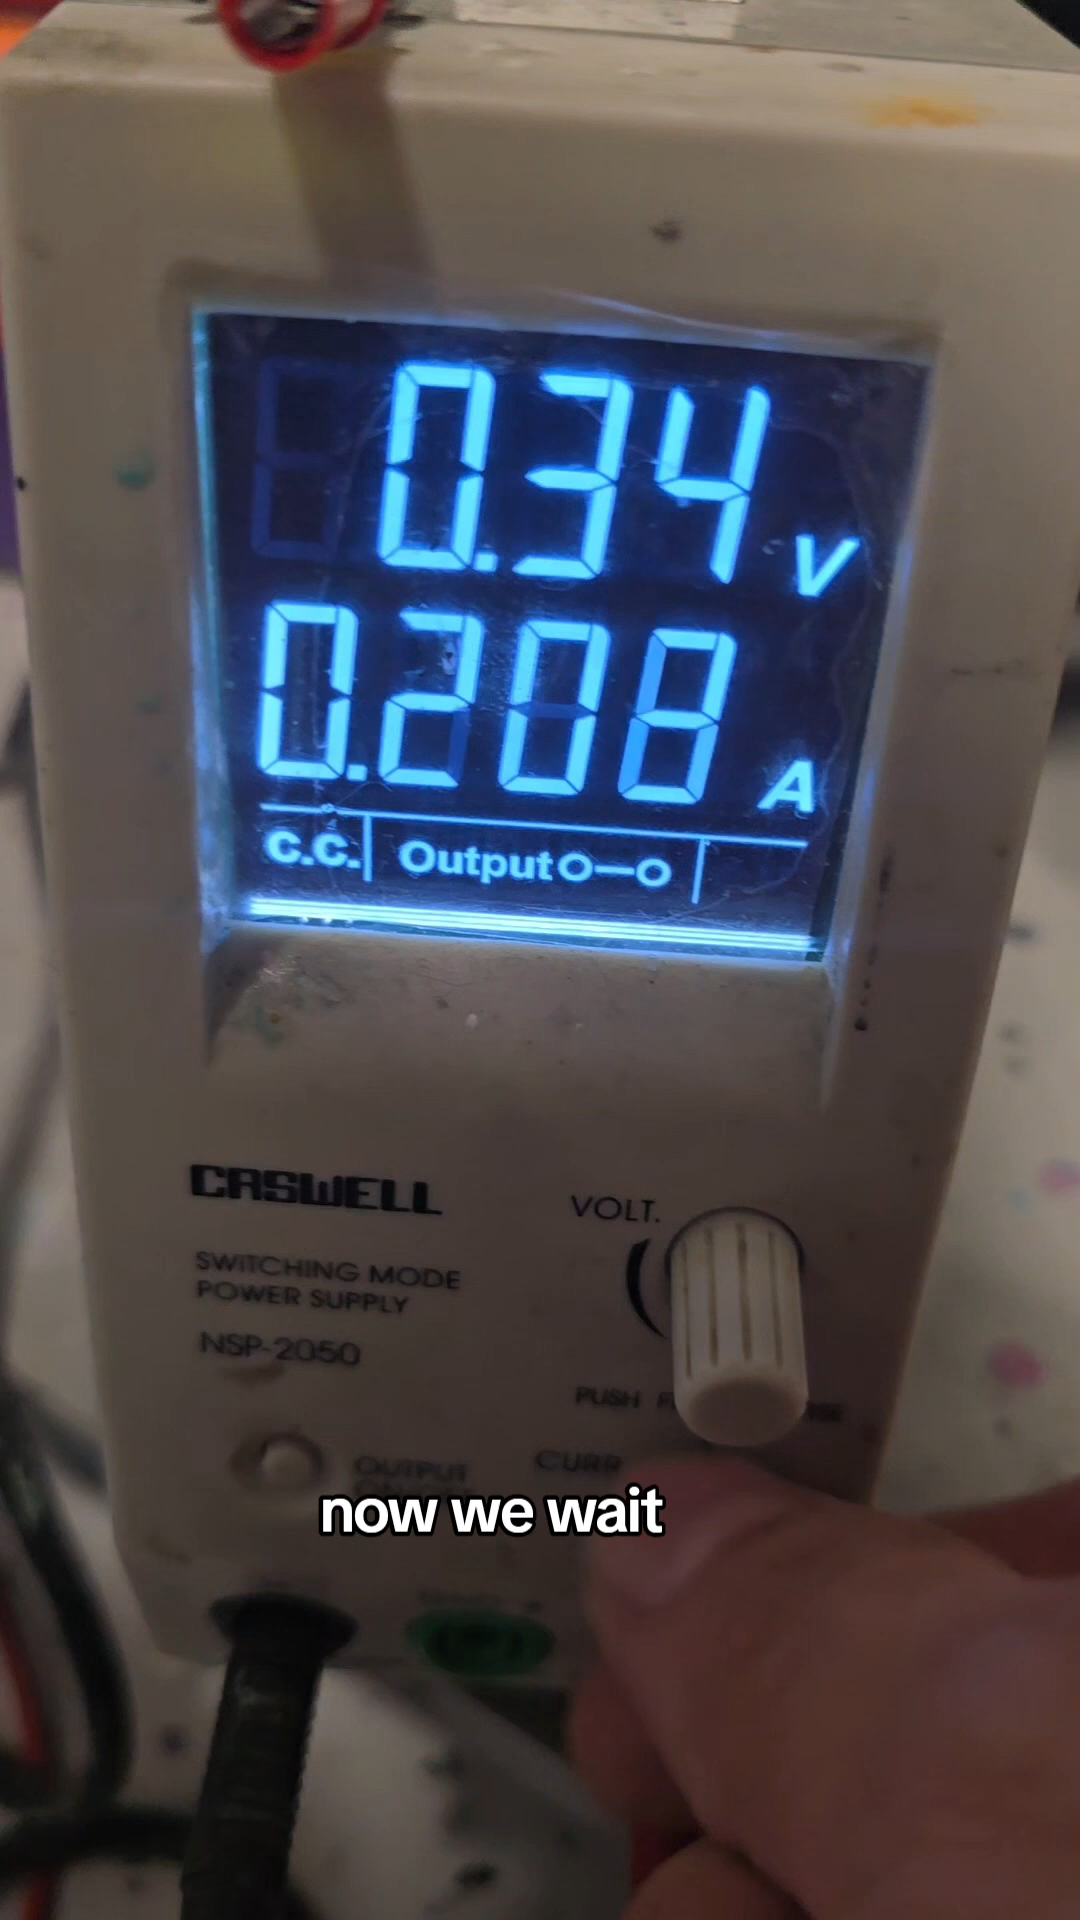 0.34 V
0.208 A
C.C. Output
CASWELL
VOLT.
SWITCHING MODE
POWER SUPPLY
NSP-2050
PUSH
OUTPUT
CURR
now we wait